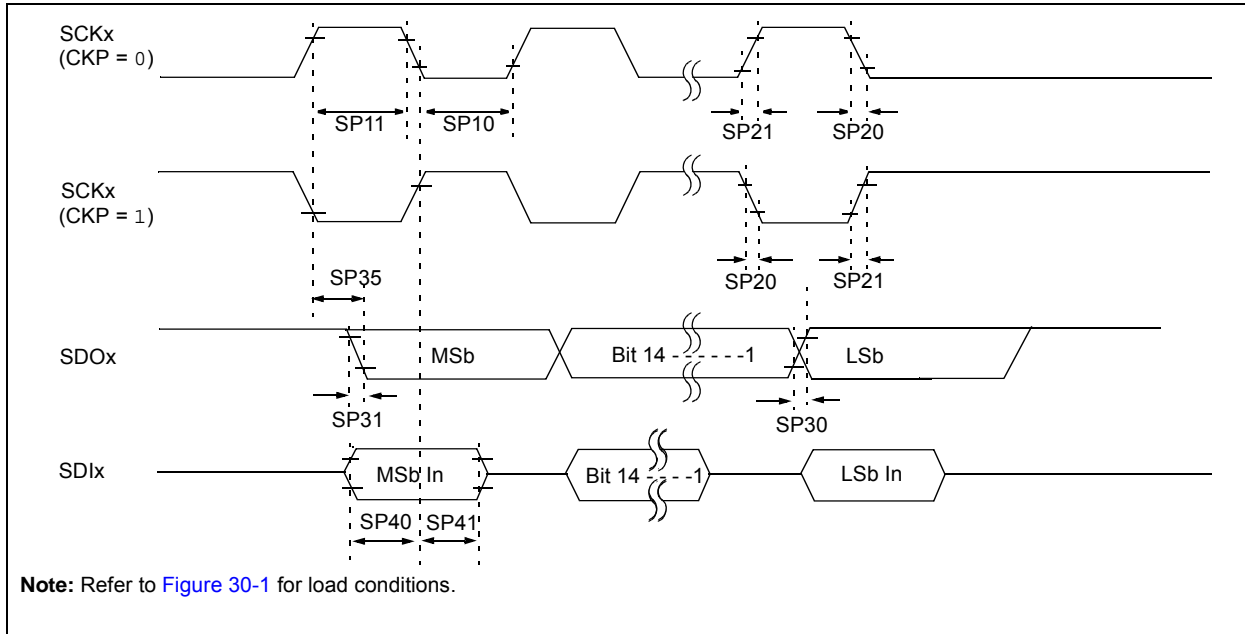 SCKx
(CKP = 0)
SP11
SP10
SP21
SP20
SCKx
(CKP = 1)
SP35
SP20
SP21
SDOx
MSb
Bit 14 - - - - - -1
LSb
SP31
SP30
SDIx
MSb In
Bit 14 - - - -1
LSb In
SP40
SP41
Note: Refer to Figure 30-1 for load conditions.